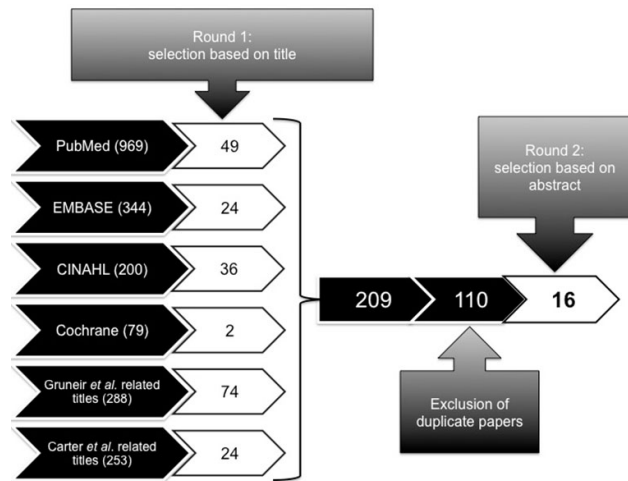 Round 1:
selection based on title
PubMed (969)
49
EMBASE (344)
24
CINAHL (200)
36
Cochrane (79)
2
Gruneir et al. related
titles (288)
74
Carter et al. related
titles (253)
24
209
110
16
Round 2:
selection based on
abstract
Exclusion of
duplicate papers